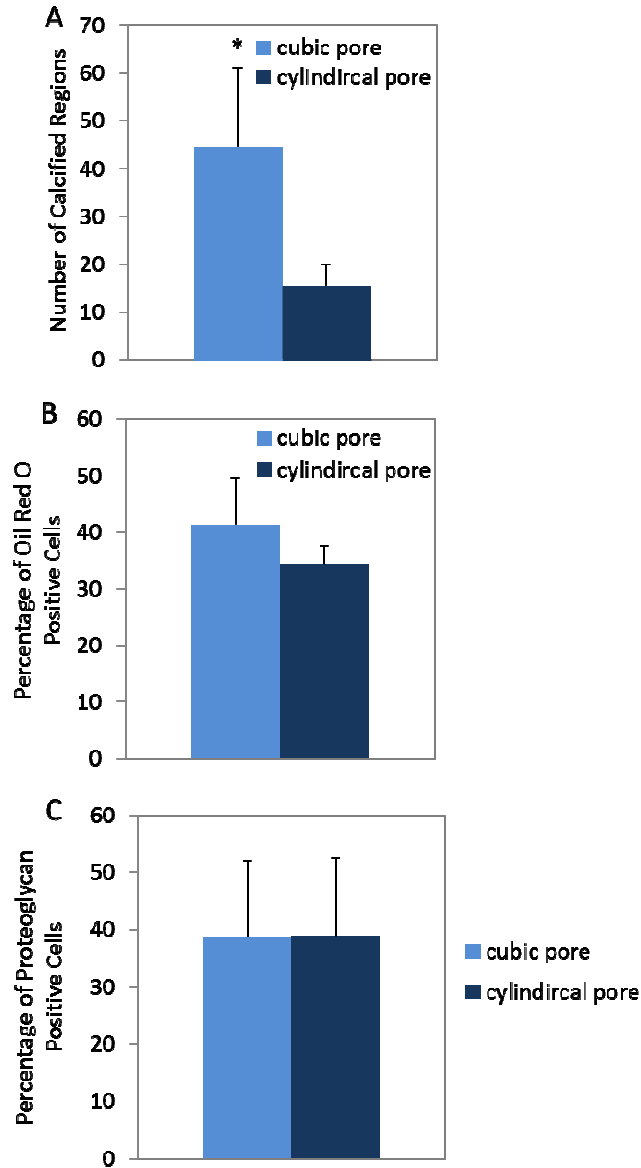 A
70
60
50
40
30
20
10
0
Number of Calcified Regions
*
cubic pore
cylindircal pore
B
60
50
40
30
20
10
0
Percentage of Oil Red O
Positive Cells
cubic pore
cylindircal pore
C
60
50
40
30
20
10
0
Percentage of Proteoglycan
Positive Cells
cubic pore
cylindircal pore